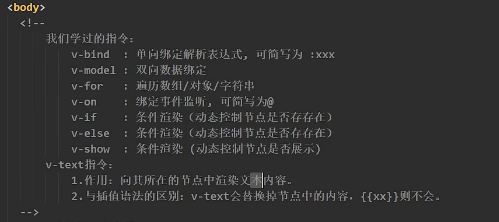 <body>
<!--
我们学过的指令:
v-bind : 单向绑定解析表达式, 可简写为 :xxx
v-model : 双向数据绑定
v-for : 遍历数组/对象/字符串
v-on : 绑定事件监听, 可简写为@
v-if : 条件渲染（动态控制节点是否存存在）
v-else : 条件渲染（动态控制节点是否存存在）
v-show : 条件渲染 (动态控制节点是否展示)
v-text指令:
1.作用: 向其所在的节点中渲染文本内容。
2.与插值语法的区别: v-text会替换掉节点中的内容, {{xx}}则不会。
-->